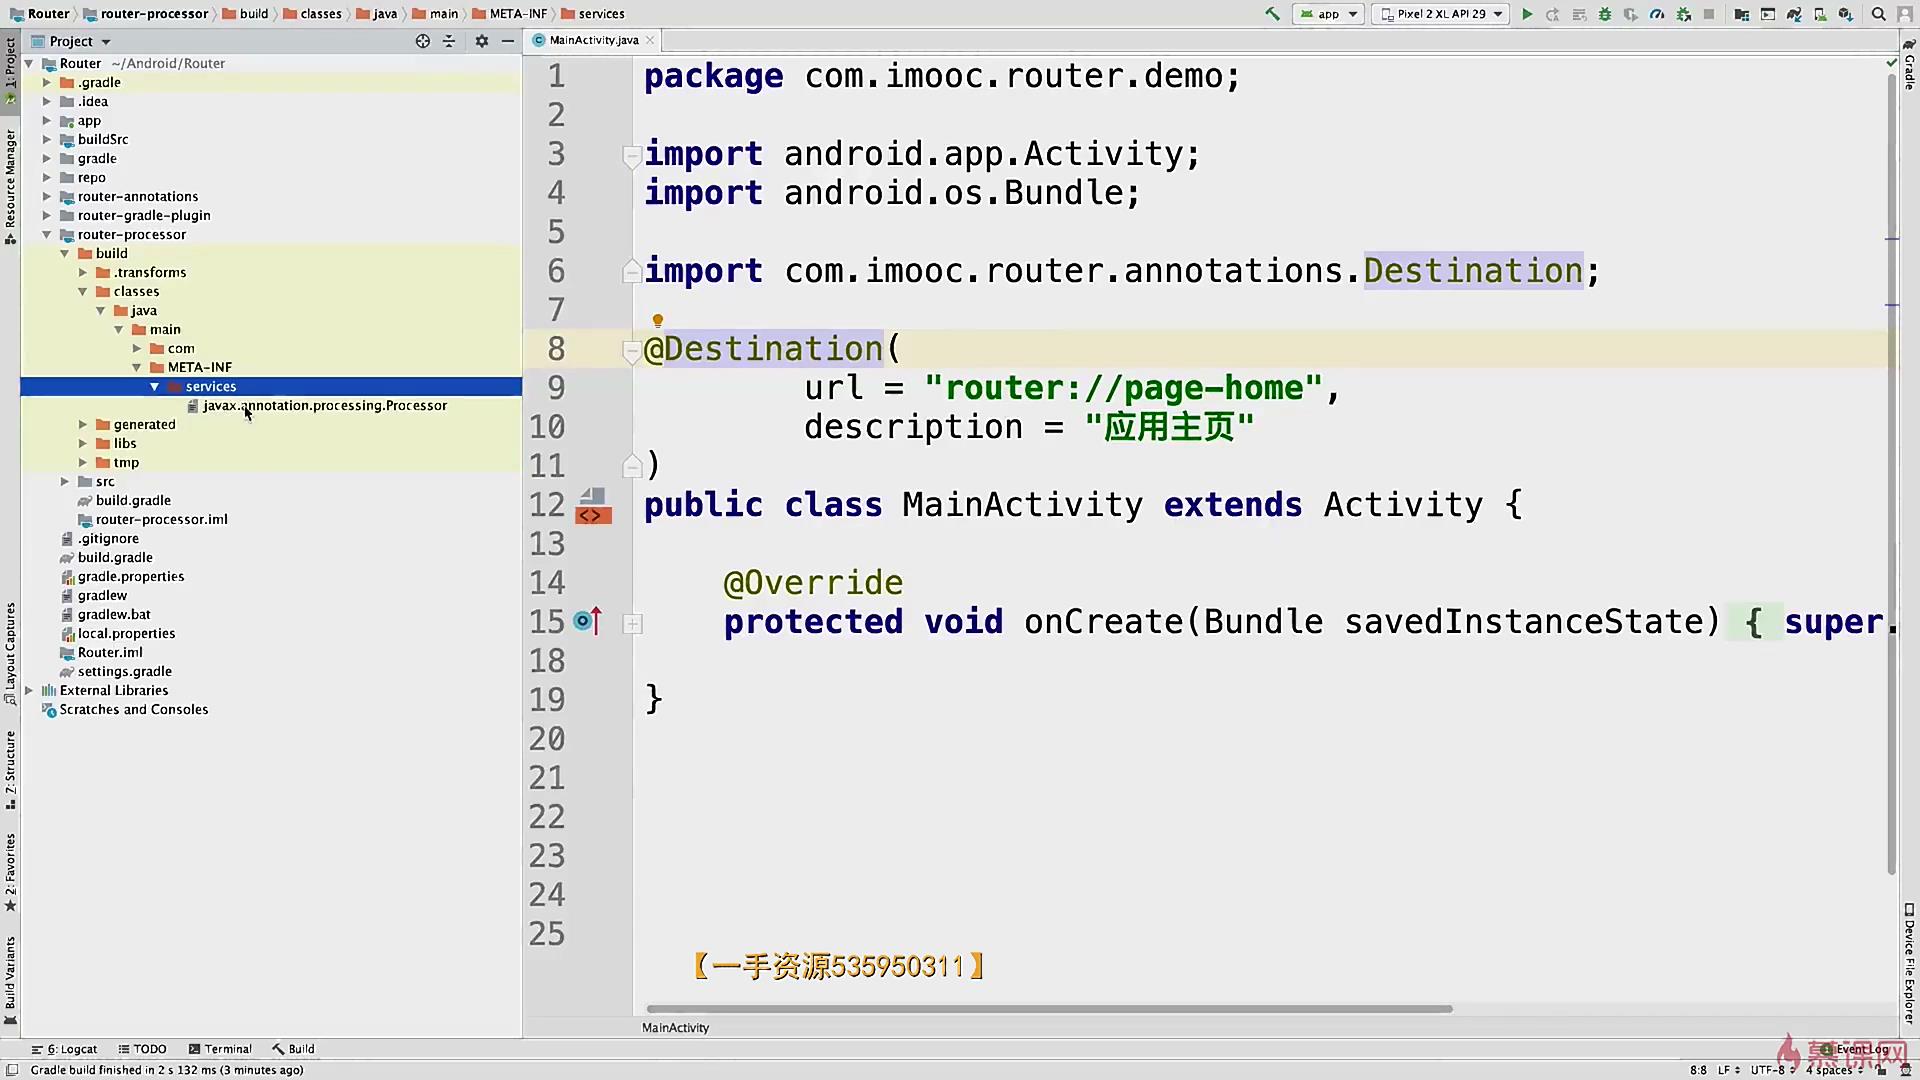 Router router-processor build classes java main META-INF services app Pixel 2 XL API 29
Project
MainActivity.java
Router ~/Android/Router
.gradle
.idea
app
buildSrc
gradle
repo
router-annotations
router-gradle-plugin
router-processor
build
.transforms
classes
java
main
com
META-INF
services
javax.annotation.processing.Processor
generated
libs
tmp
src
build.gradle
router-processor.iml
.gitignore
build.gradle
gradle.properties
gradlew
gradlew.bat
local.properties
Router.iml
settings.gradle
External Libraries
Scratches and Consoles
1: Project
Resource Manager
Layout Captures
Z: Structure
2: Favorites
Build Variants
1 package com.imooc.router.demo;
2
3 import android.app.Activity;
4 import android.os.Bundle;
5
6 import com.imooc.router.annotations.Destination;
7
8 @Destination(
9 url = "router://page-home",
10 description = "应用主页"
11 )
12 public class MainActivity extends Activity {
13
14 @Override
15 protected void onCreate(Bundle savedInstanceState) { super.
18
19 }
20
21
22
23
24
25
【一手资源535950311】
MainActivity
Gradle
Device File Explorer
6: Logcat TODO Terminal Build
Event Log
慕课网
Gradle build finished in 2 s 132 ms (3 minutes ago)
8:8 LF UTF-8 4 spaces